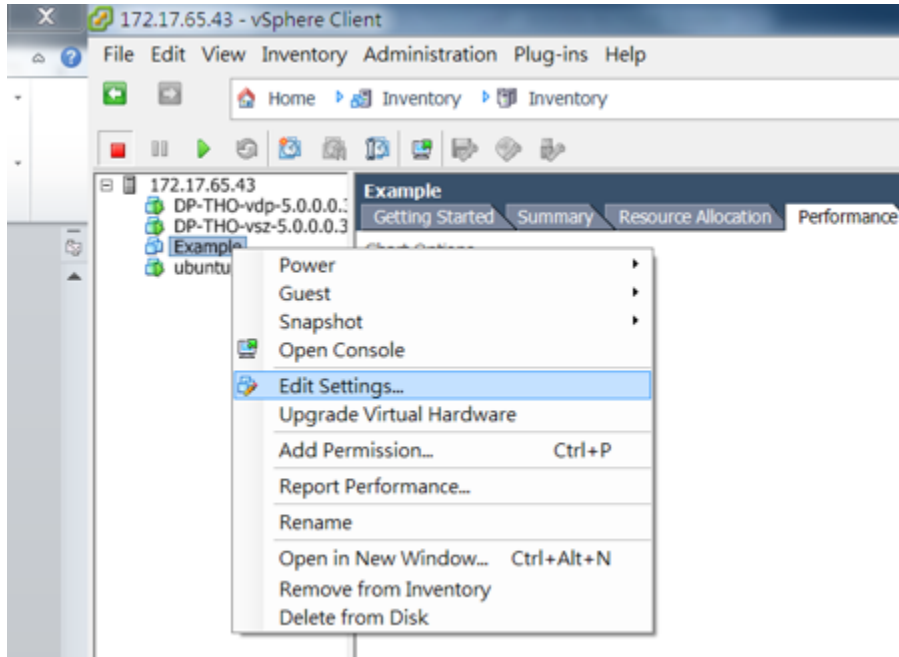 172.17.65.43 - vSphere Client
File Edit View Inventory Administration Plug-ins Help
Home Inventory Inventory
172.17.65.43
DP-THO-vdp-5.0.0.0.
DP-THO-vsz-5.0.0.0.3
Example
ubuntu
Example
Getting Started Summary Resource Allocation Performance
Chart Options
Power
Guest
Snapshot
Open Console
Edit Settings...
Upgrade Virtual Hardware
Add Permission... Ctrl+P
Report Performance...
Rename
Open in New Window... Ctrl+Alt+N
Remove from Inventory
Delete from Disk